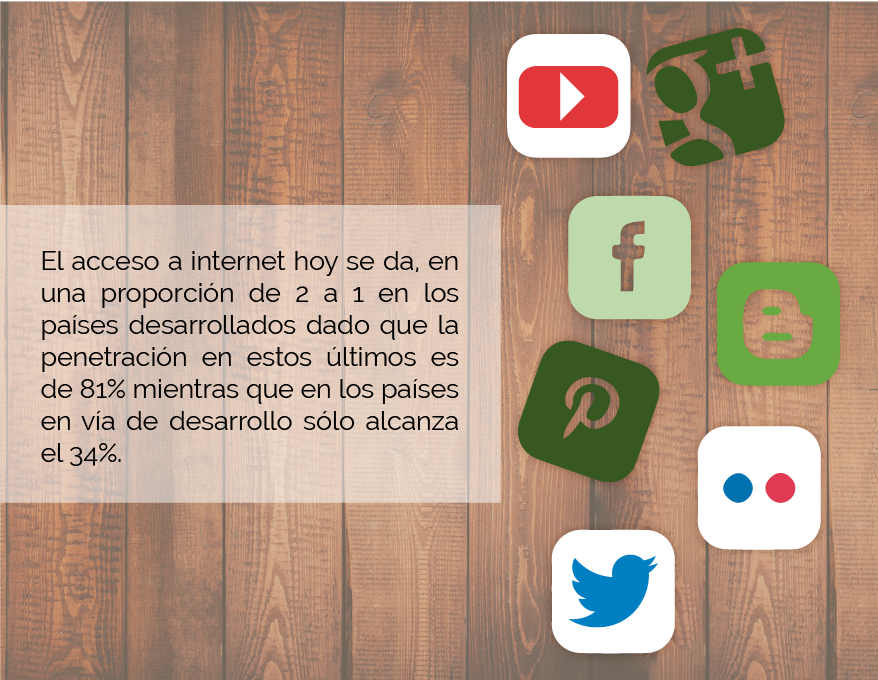 El acceso a internet hoy se da, en
una proporción de 2 a 1 en los
países desarrollados dado que la
penetración en estos últimos es
de 81% mientras que en los países
en vía de desarrollo sólo alcanza
el 34%.